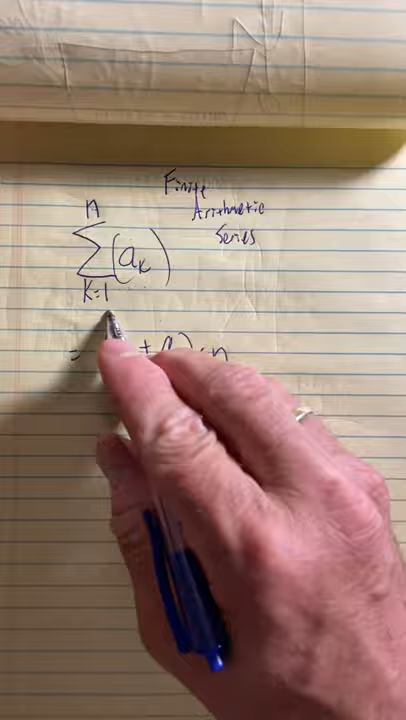 Finite
Arithmetic
Series
n
Σ(aₖ)
K=1
= + · n